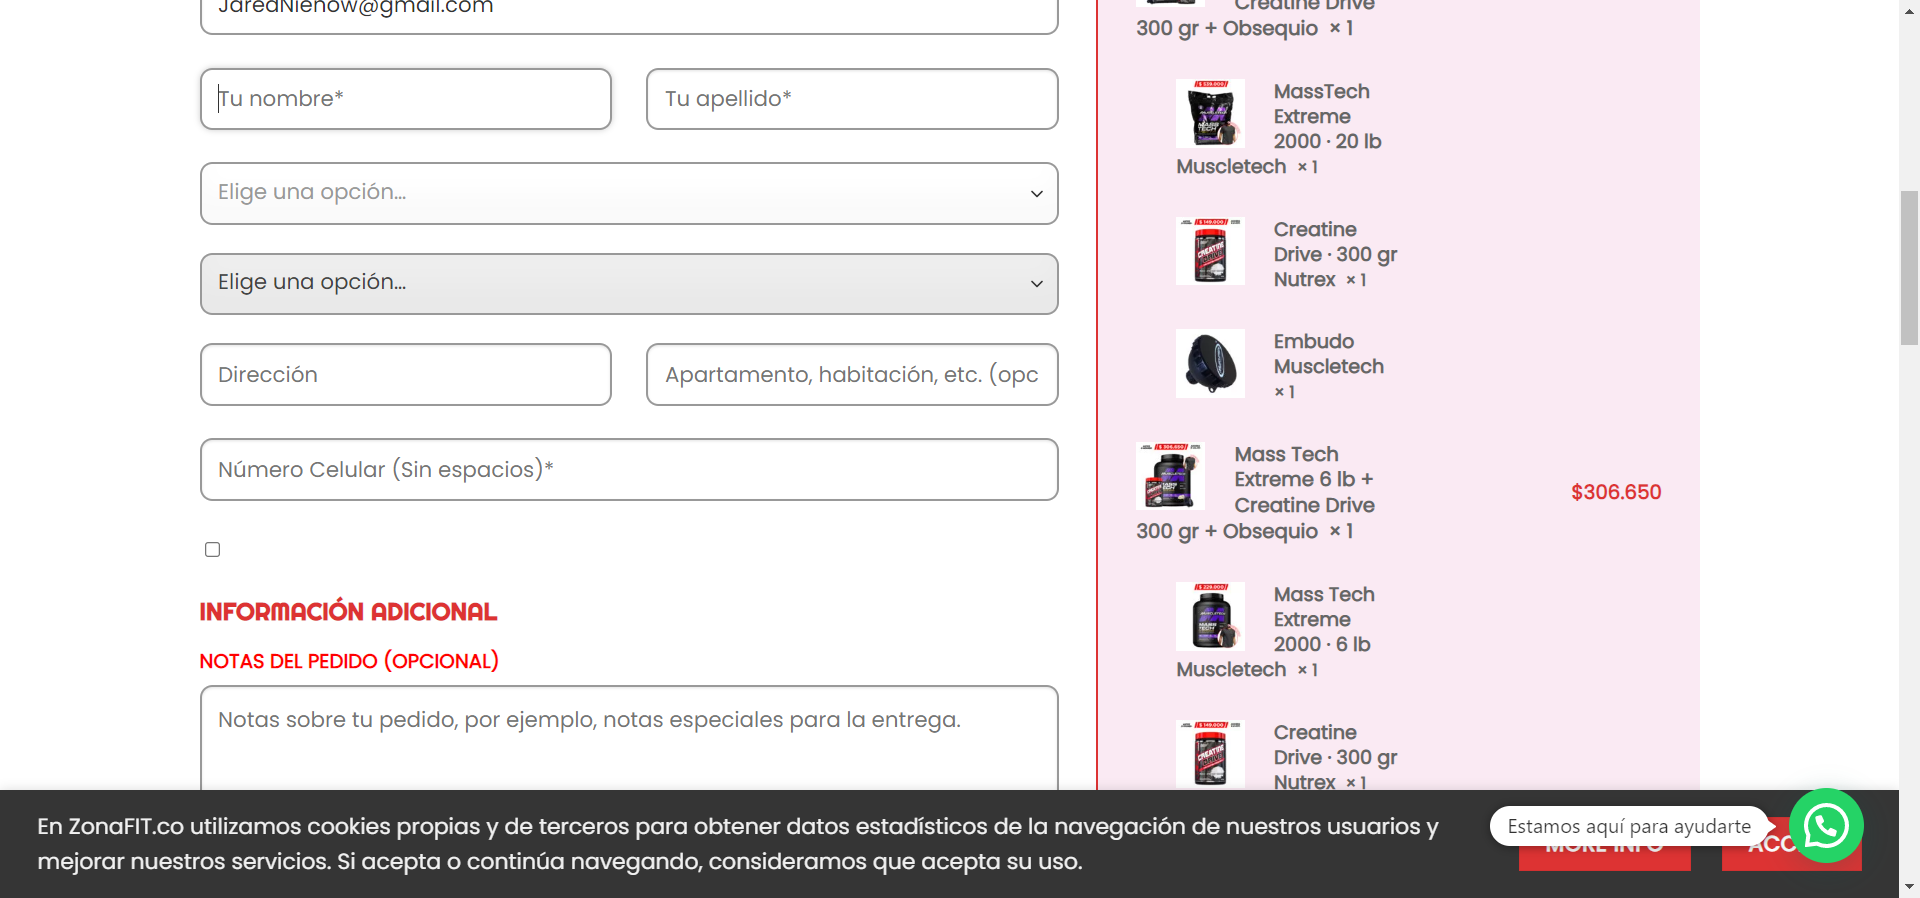 JaredNienow@gmail.com
Tu nombre*
Tu apellido*
Elige una opción...
Elige una opción...
Dirección
Apartamento, habitación, etc. (opc
Número Celular (Sin espacios)*
INFORMACIÓN ADICIONAL
NOTAS DEL PEDIDO (OPCIONAL)
Notas sobre tu pedido, por ejemplo, notas especiales para la entrega.
Creatine Drive
300 gr + Obsequio × 1
MassTech
Extreme
2000 · 20 lb
Muscletech × 1
Creatine
Drive · 300 gr
Nutrex × 1
Embudo
Muscletech
× 1
Mass Tech
Extreme 6 lb +
Creatine Drive
300 gr + Obsequio × 1
$306.650
Mass Tech
Extreme
2000 · 6 lb
Muscletech × 1
Creatine
Drive · 300 gr
Nutrex × 1
En ZonaFIT.co utilizamos cookies propias y de terceros para obtener datos estadísticos de la navegación de nuestros usuarios y
mejorar nuestros servicios. Si acepta o continúa navegando, consideramos que acepta su uso.
Estamos aquí para ayudarte
MORE INFO
ACC